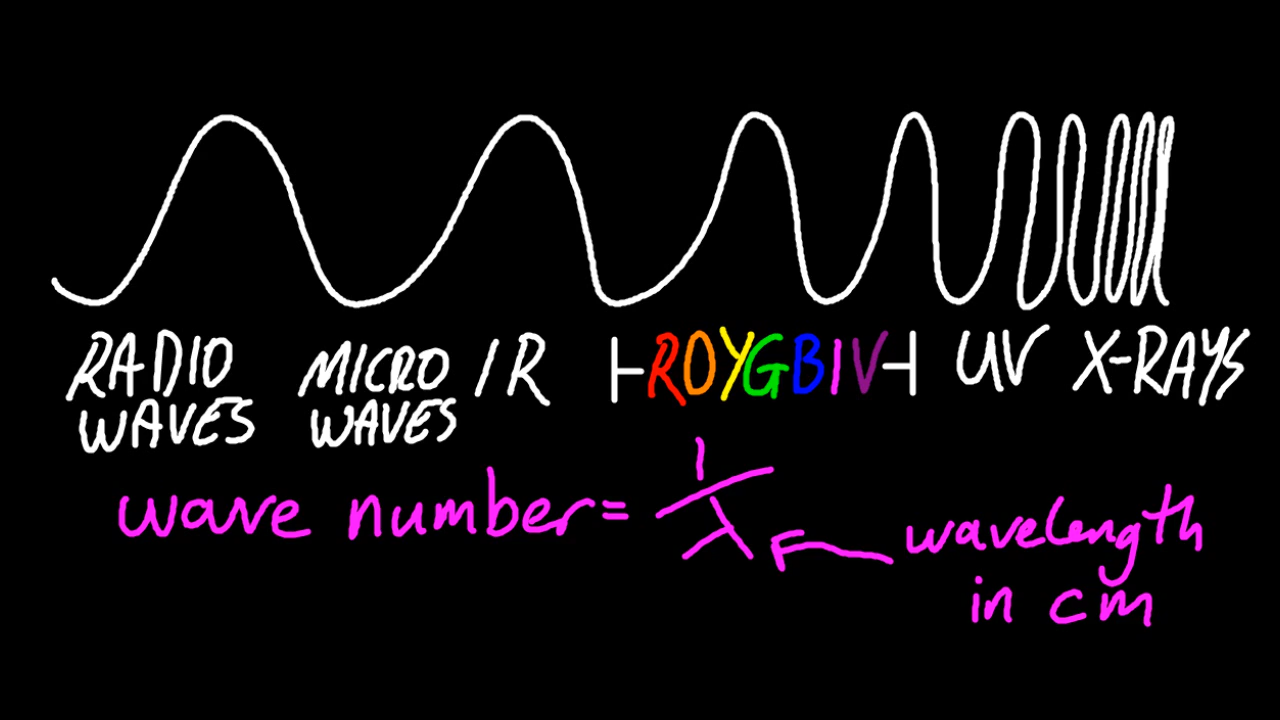 RADIO MICRO IR ROYGBIV UV X-RAYS
WAVES WAVES
wave number = 1/λ wavelength
in cm